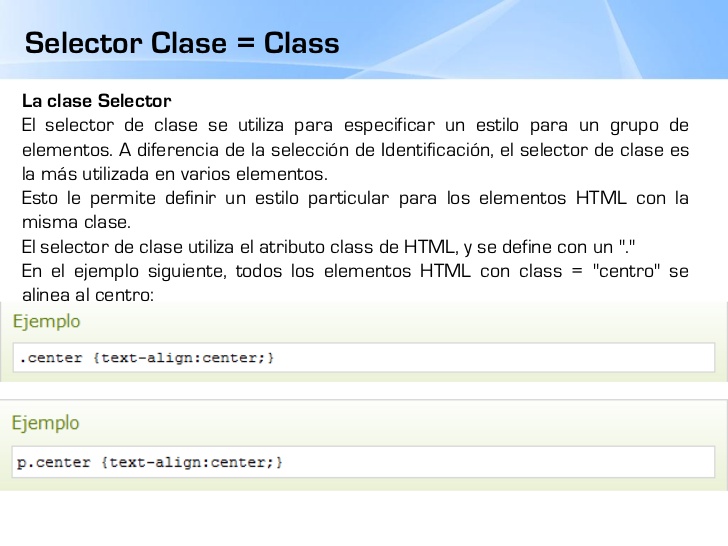 Selector Clase = Class
La clase Selector
El selector de clase se utiliza para especificar un estilo para un grupo de
elementos. A diferencia de la selección de Identificación, el selector de clase es
la más utilizada en varios elementos.
Esto le permite definir un estilo particular para los elementos HTML con la
misma clase.
El selector de clase utiliza el atributo class de HTML, y se define con un "."
En el ejemplo siguiente, todos los elementos HTML con class = "centro" se
alinea al centro:
Ejemplo
.center {text-align:center;}
Ejemplo
p.center {text-align:center;}